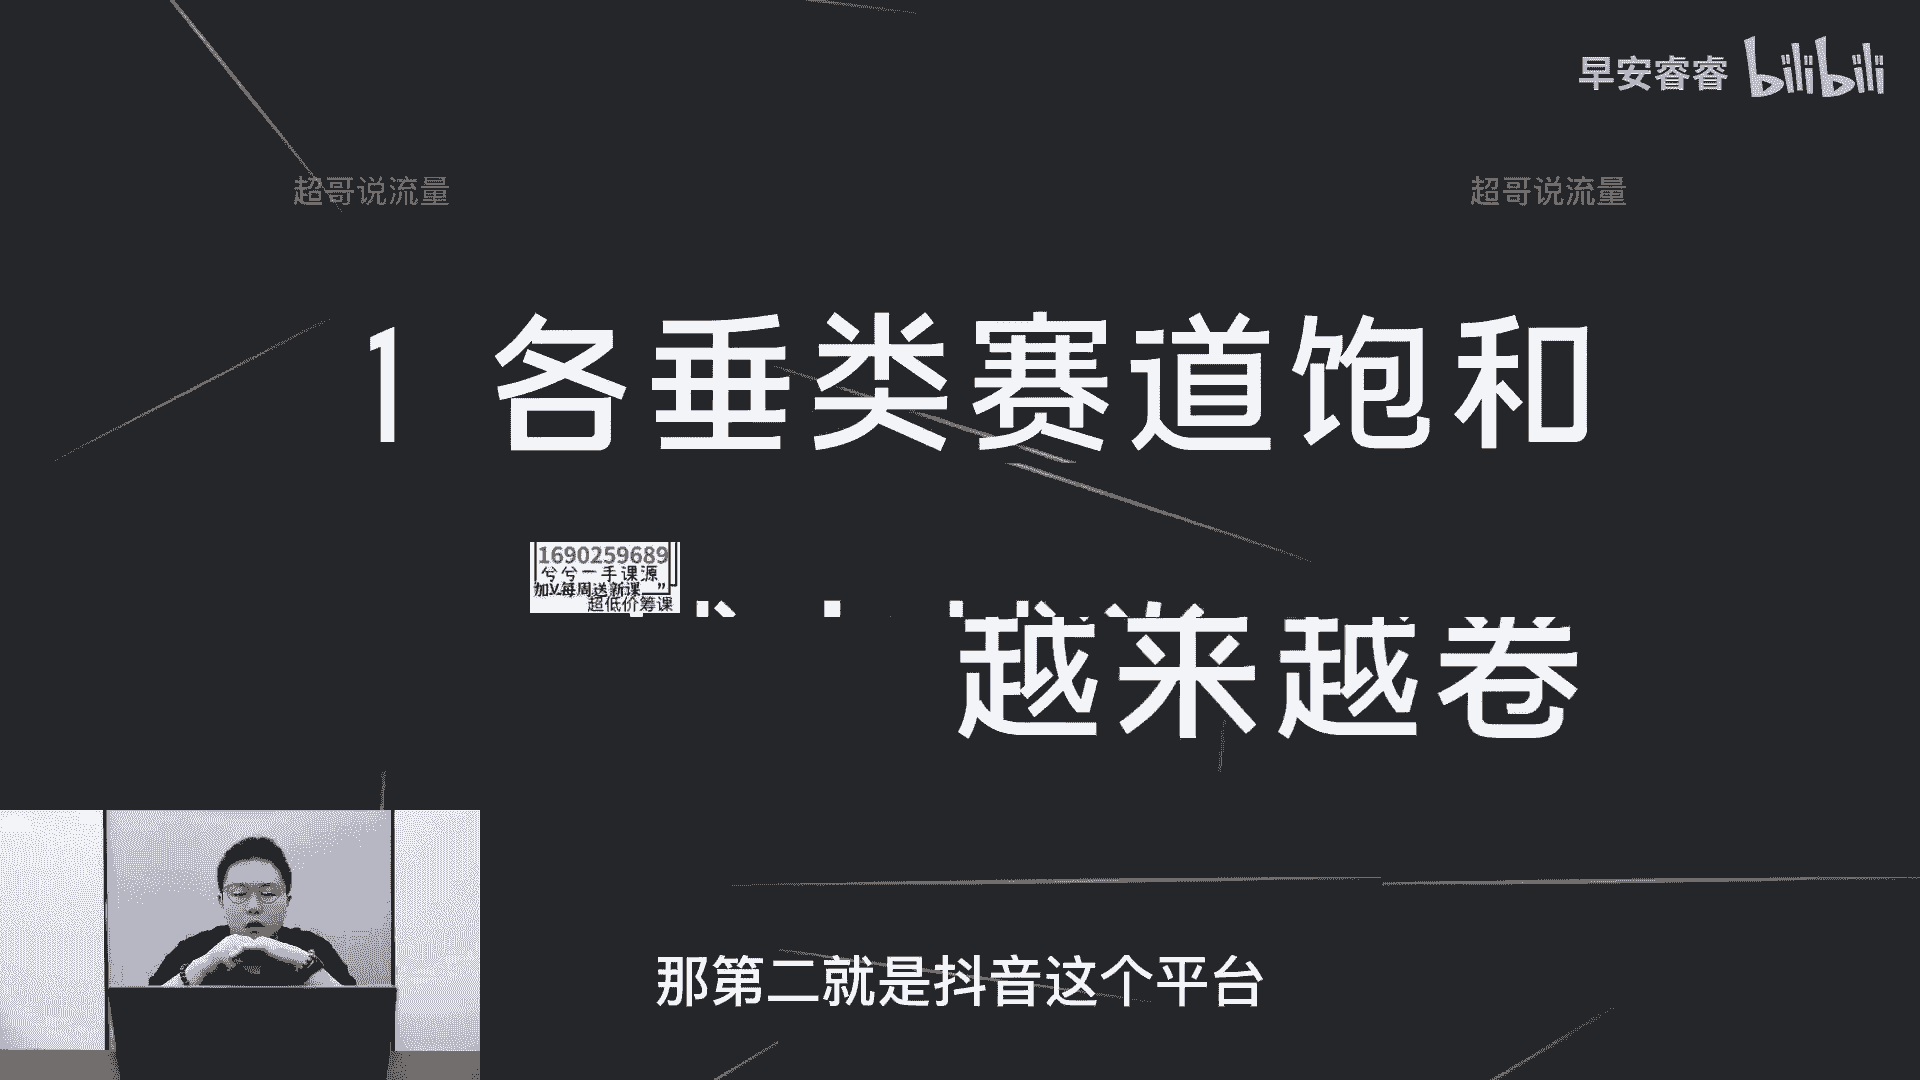 早安睿睿 bilibili
超哥说流量 超哥说流量
1 各垂类赛道饱和
1690259689
兮兮一手课源
加V每周送新课
超低价筹课
越来越卷
那第二就是抖音这个平台